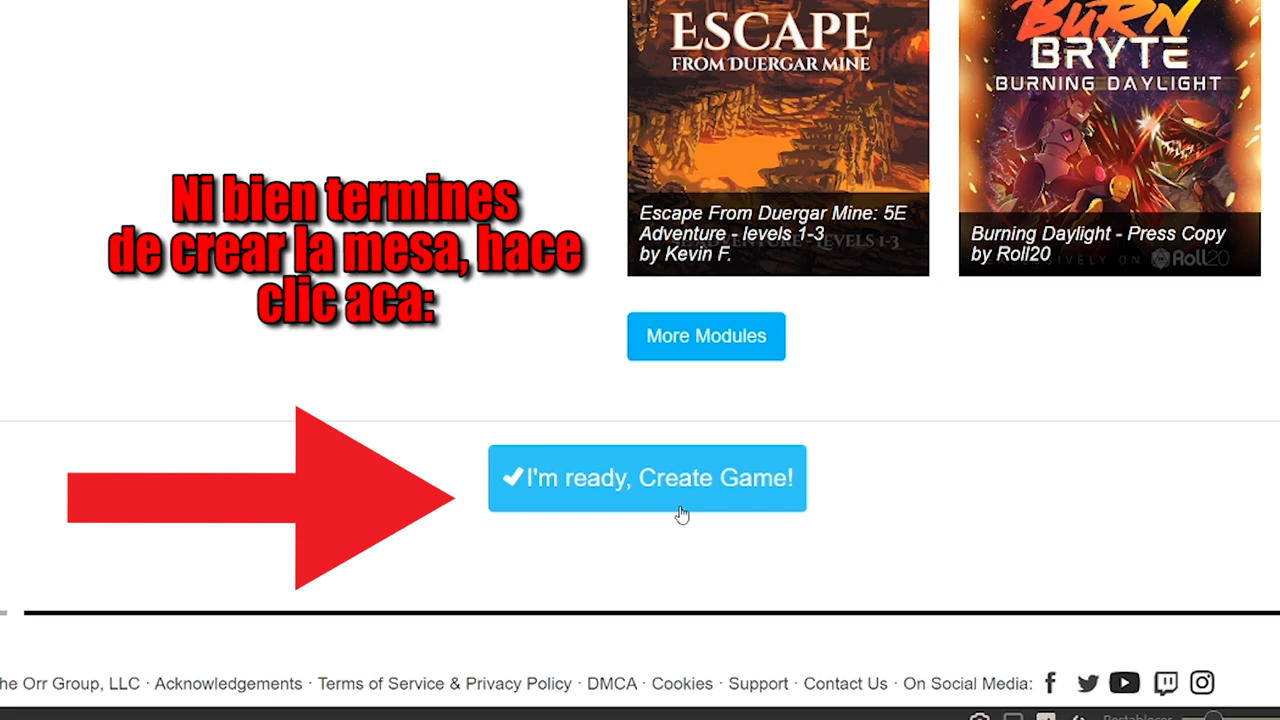 ESCAPE
FROM DUERGAR MINE
BURN
BRYTE
BURNING DAYLIGHT
Ni bien termines
de crear la mesa, hace
clic aca:
Escape From Duergar Mine: 5E
Adventure - levels 1-3
by Kevin F.
Burning Daylight - Press Copy
by Roll20
Roll20
More Modules
I'm ready, Create Game!
he Orr Group, LLC · Acknowledgements · Terms of Service & Privacy Policy · DMCA · Cookies · Support · Contact Us · On Social Media: